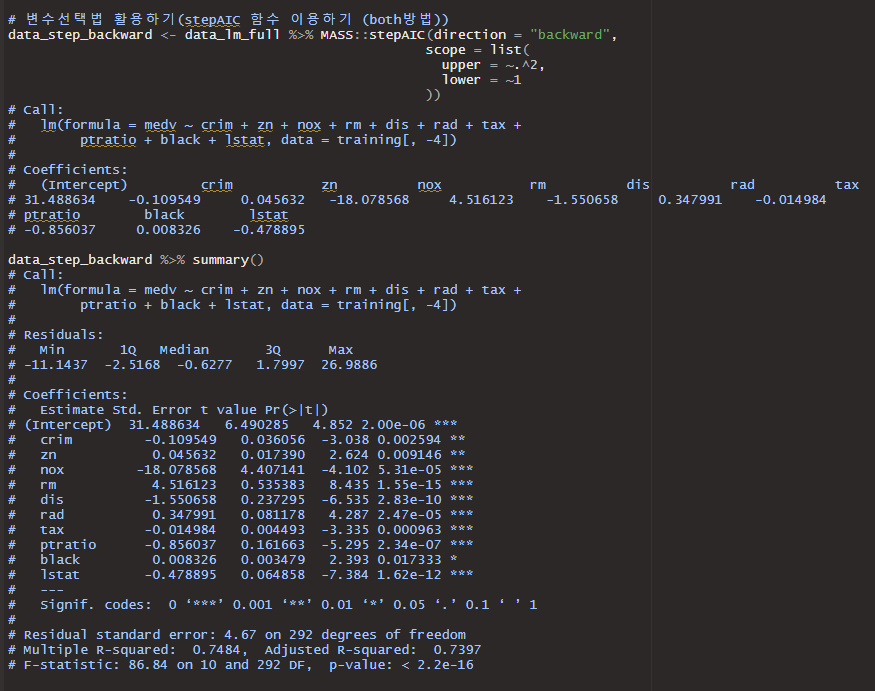 # 변수선택법 활용하기(stepAIC 함수 이용하기 (both방법))
data_step_backward <- data_lm_full %>% MASS::stepAIC(direction = "backward",
scope = list(
upper = ~.^2,
lower = ~1
))
# Call:
#   lm(formula = medv ~ crim + zn + nox + rm + dis + rad + tax +
#        ptratio + black + lstat, data = training[, -4])
#
# Coefficients:
#   (Intercept)         crim           zn          nox           rm          dis          rad          tax
# 31.488634    -0.109549     0.045632   -18.078568     4.516123    -1.550658     0.347991    -0.014984
# ptratio        black        lstat
# -0.856037     0.008326    -0.478895

data_step_backward %>% summary()
# Call:
#   lm(formula = medv ~ crim + zn + nox + rm + dis + rad + tax +
#        ptratio + black + lstat, data = training[, -4])
#
# Residuals:
#   Min       1Q   Median       3Q      Max
# -11.1437  -2.5168  -0.6277   1.7997  26.9886
#
# Coefficients:
#   Estimate Std. Error t value Pr(>|t|)
# (Intercept)  31.488634   6.490285   4.852 2.00e-06 ***
#   crim         -0.109549   0.036056  -3.038 0.002594 **
#   zn            0.045632   0.017390   2.624 0.009146 **
#   nox         -18.078568   4.407141  -4.102 5.31e-05 ***
#   rm            4.516123   0.535383   8.435 1.55e-15 ***
#   dis          -1.550658   0.237295  -6.535 2.83e-10 ***
#   rad           0.347991   0.081178   4.287 2.47e-05 ***
#   tax          -0.014984   0.004493  -3.335 0.000963 ***
#   ptratio      -0.856037   0.161663  -5.295 2.34e-07 ***
#   black         0.008326   0.003479   2.393 0.017333 *
#   lstat        -0.478895   0.064858  -7.384 1.62e-12 ***
#   ---
#   Signif. codes:  0 ‘***’ 0.001 ‘**’ 0.01 ‘*’ 0.05 ‘.’ 0.1 ‘ ’ 1
#
# Residual standard error: 4.67 on 292 degrees of freedom
# Multiple R-squared:  0.7484,  Adjusted R-squared:  0.7397
# F-statistic: 86.84 on 10 and 292 DF,  p-value: < 2.2e-16